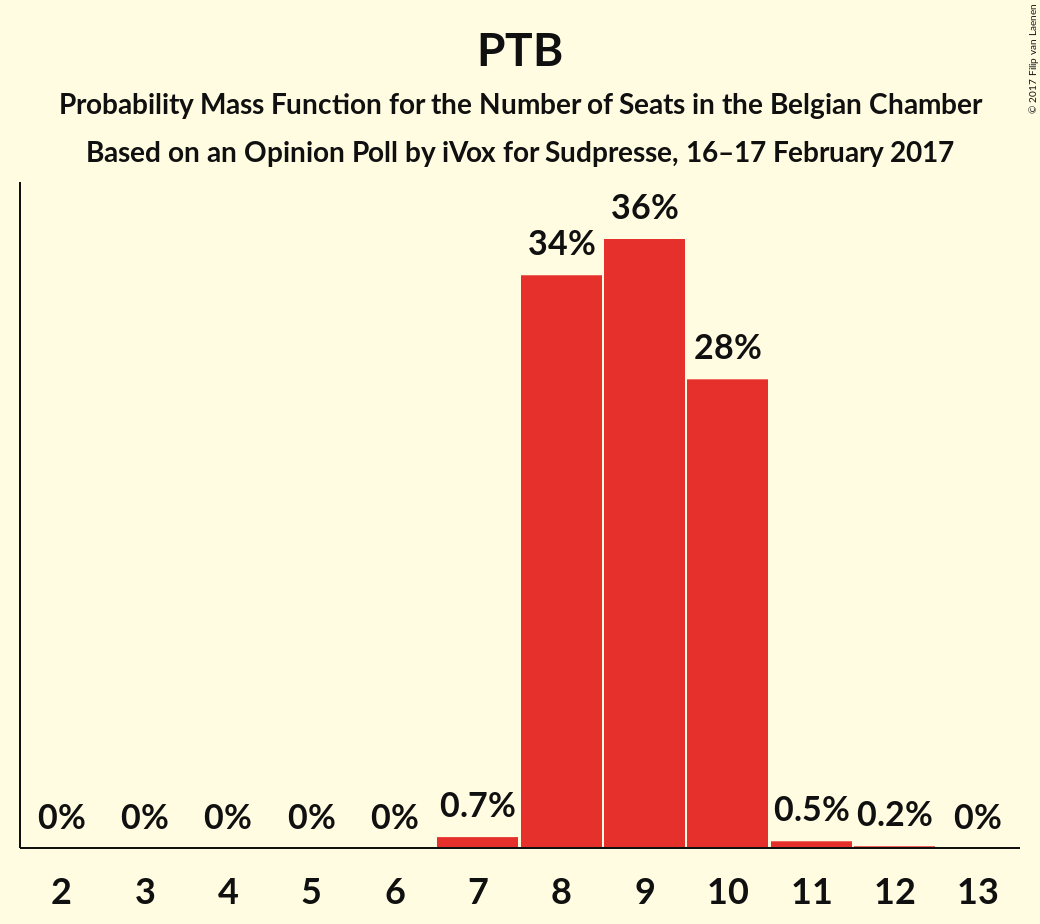 PTB
Probability Mass Function for the Number of Seats in the Belgian Chamber
Based on an Opinion Poll by iVox for Sudpresse, 16–17 February 2017
© 2017 Filip van Laenen
0% 0% 0% 0% 0% 0.7% 34% 36% 28% 0.5% 0.2% 0%
2 3 4 5 6 7 8 9 10 11 12 13